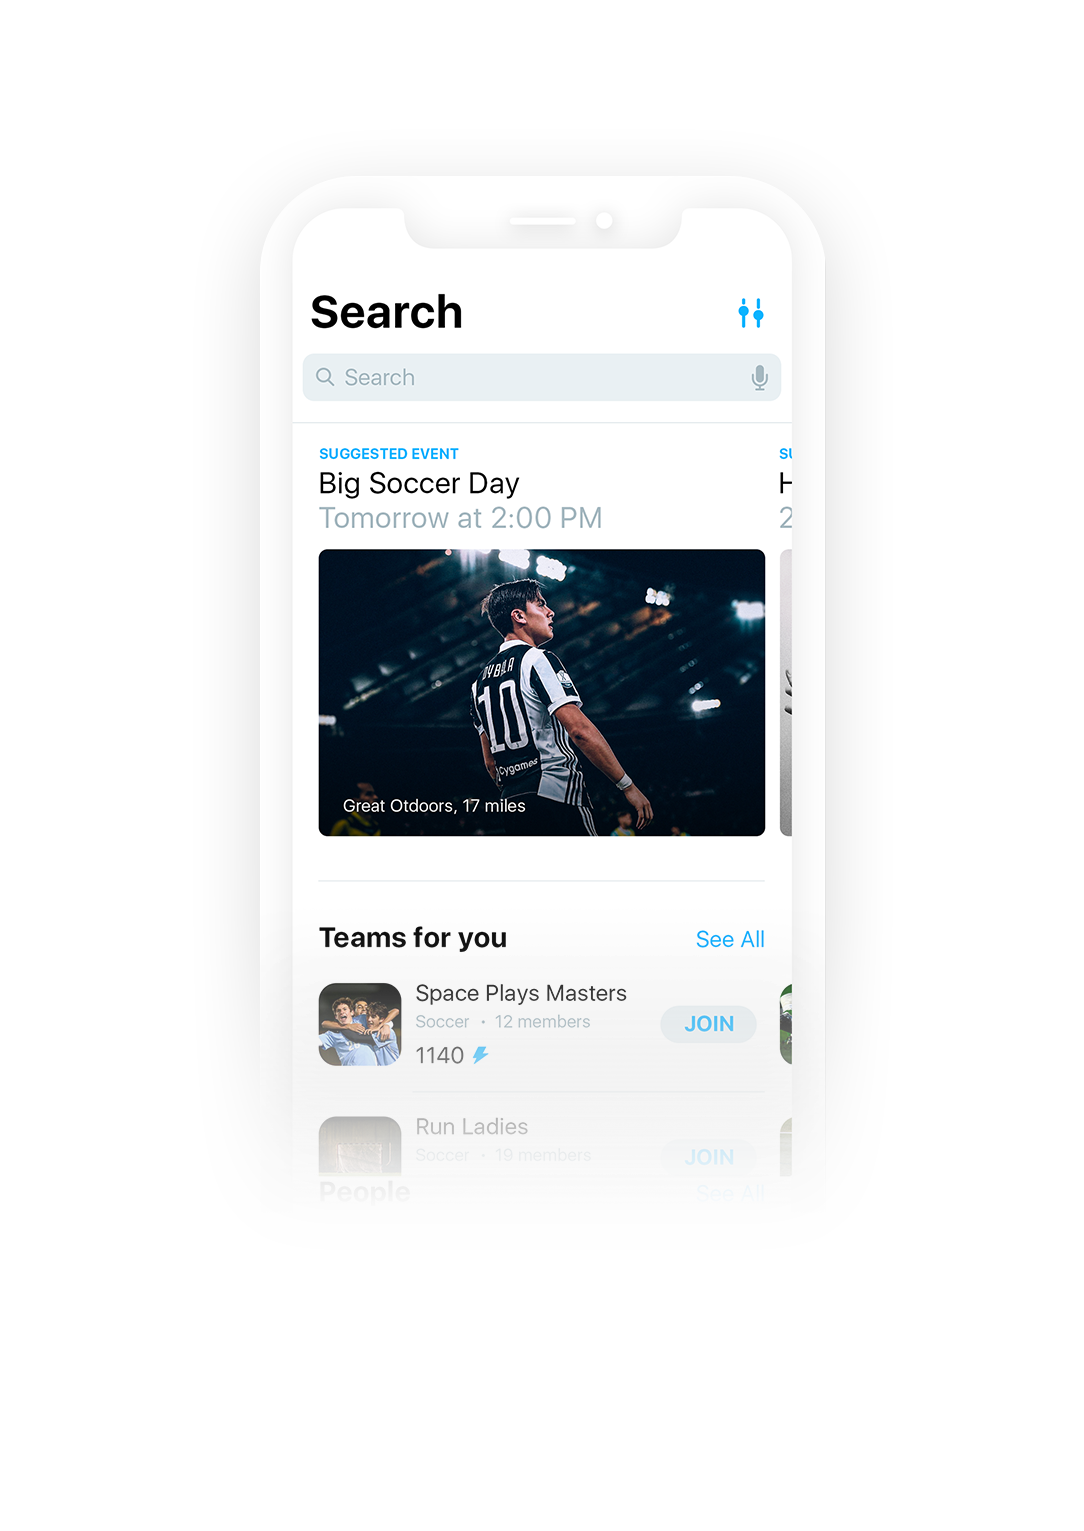 Search
Search
SUGGESTED EVENT
Big Soccer Day
Tomorrow at 2:00 PM
DYBALA
10
Cygames
Great Otdoors, 17 miles
Teams for you
See All
Space Plays Masters
Soccer · 12 members
1140
JOIN
Run Ladies
Soccer · 19 members
JOIN
People
See All